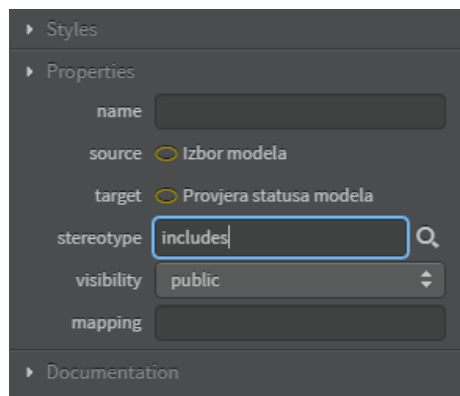 Styles
Properties
name
source Izbor modela
target Provjera statusa modela
stereotype includes
visibility public
mapping
Documentation